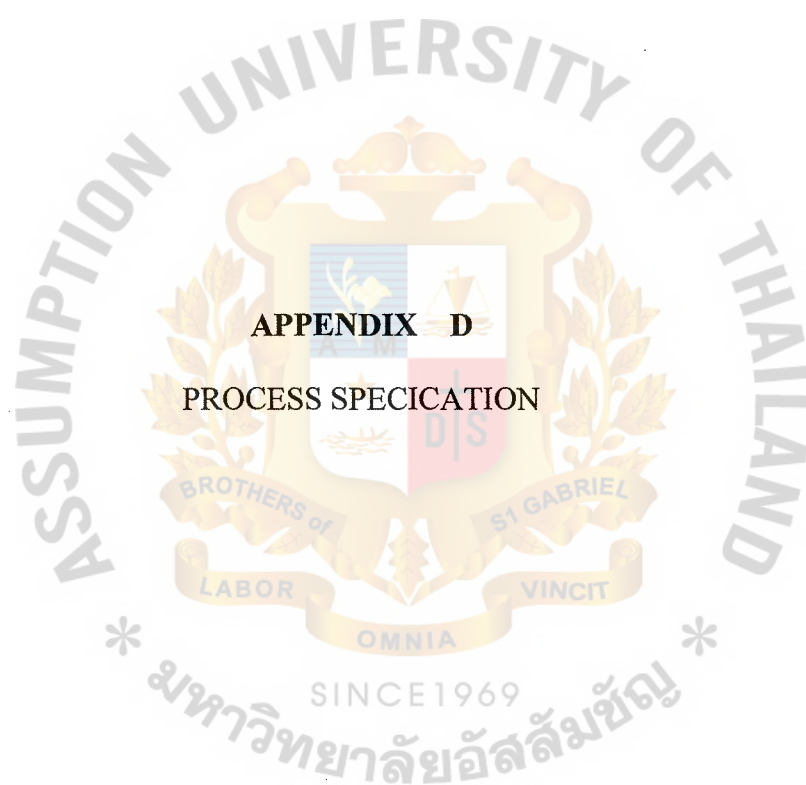 ASSUMPTION UNIVERSITY OF THAILAND
APPENDIX D
A M
PROCESS SPECICATION
D S
BROTHERS of
S1 GABRIEL
LABOR
VINCIT
OMNIA
* *
SINCE1969
มหาวิทยาลัยอัสสัมชัญ